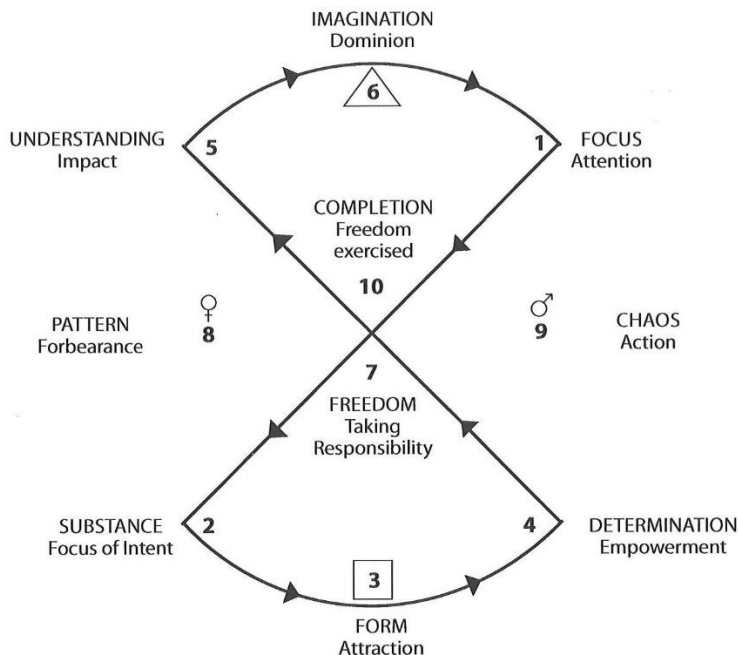 IMAGINATION
Dominion
6
UNDERSTANDING
Impact
5
1
FOCUS
Attention
COMPLETION
Freedom
exercised
10
PATTERN
Forbearance
♀
8
♂
9
CHAOS
Action
7
FREEDOM
Taking
Responsibility
SUBSTANCE
Focus of Intent
2
4
DETERMINATION
Empowerment
3
FORM
Attraction